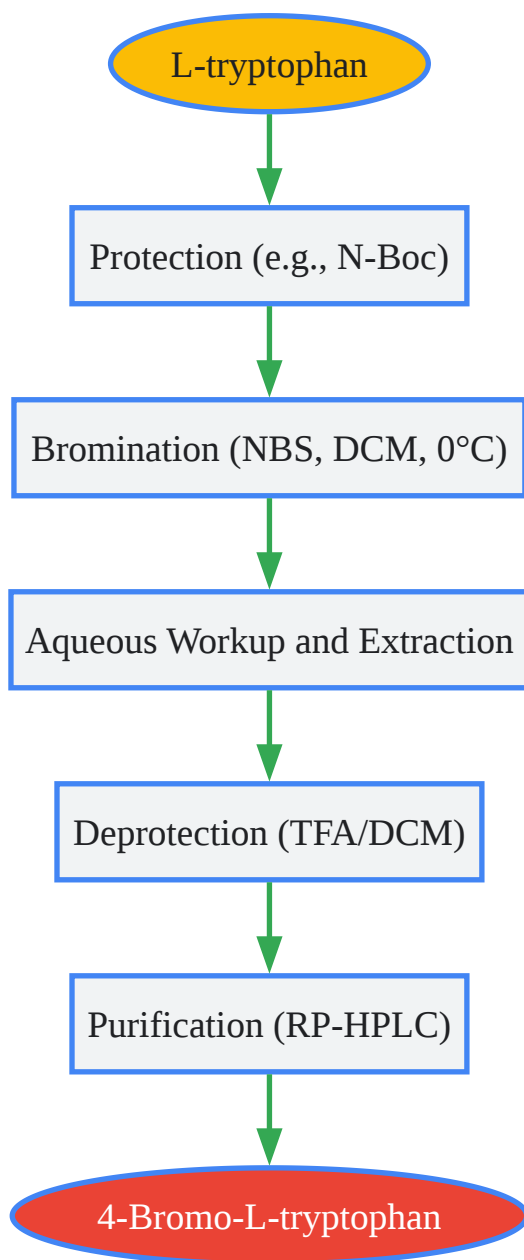 L-tryptophan
Protection (e.g., N-Boc)
Bromination (NBS, DCM, 0°C)
Aqueous Workup and Extraction
Deprotection (TFA/DCM)
Purification (RP-HPLC)
4-Bromo-L-tryptophan